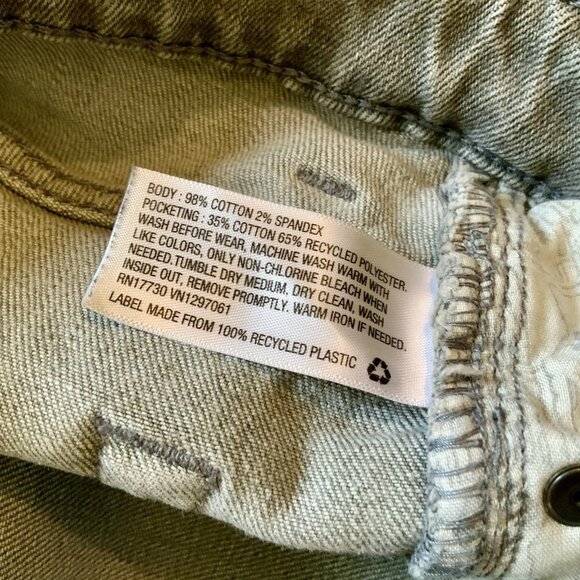 BODY : 98% COTTON 2% SPANDEX
POCKETING : 35% COTTON 65% RECYCLED POLYESTER.
WASH BEFORE WEAR, MACHINE WASH WARM WITH
LIKE COLORS, ONLY NON-CHLORINE BLEACH WHEN
NEEDED.TUMBLE DRY MEDIUM. DRY CLEAN, WASH
INSIDE OUT, REMOVE PROMPTLY. WARM IRON IF NEEDED.
RN17730 VN1297061
LABEL MADE FROM 100% RECYCLED PLASTIC